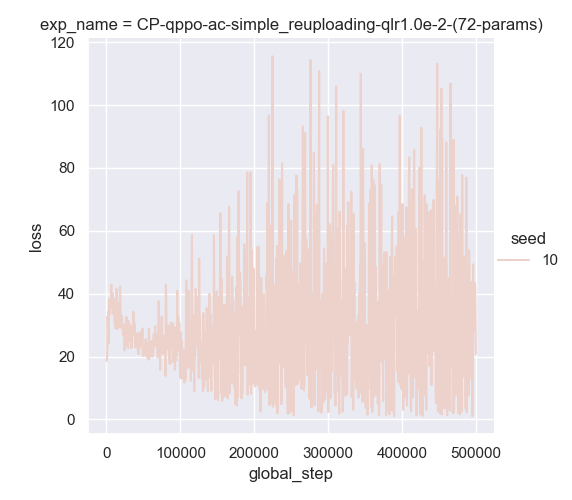 exp_name = CP-qppo-ac-simple_reuploading-qlr1.0e-2-(72-params)
120
100
80
60
40
20
0
loss
0 100000 200000 300000 400000 500000
global_step
seed
10